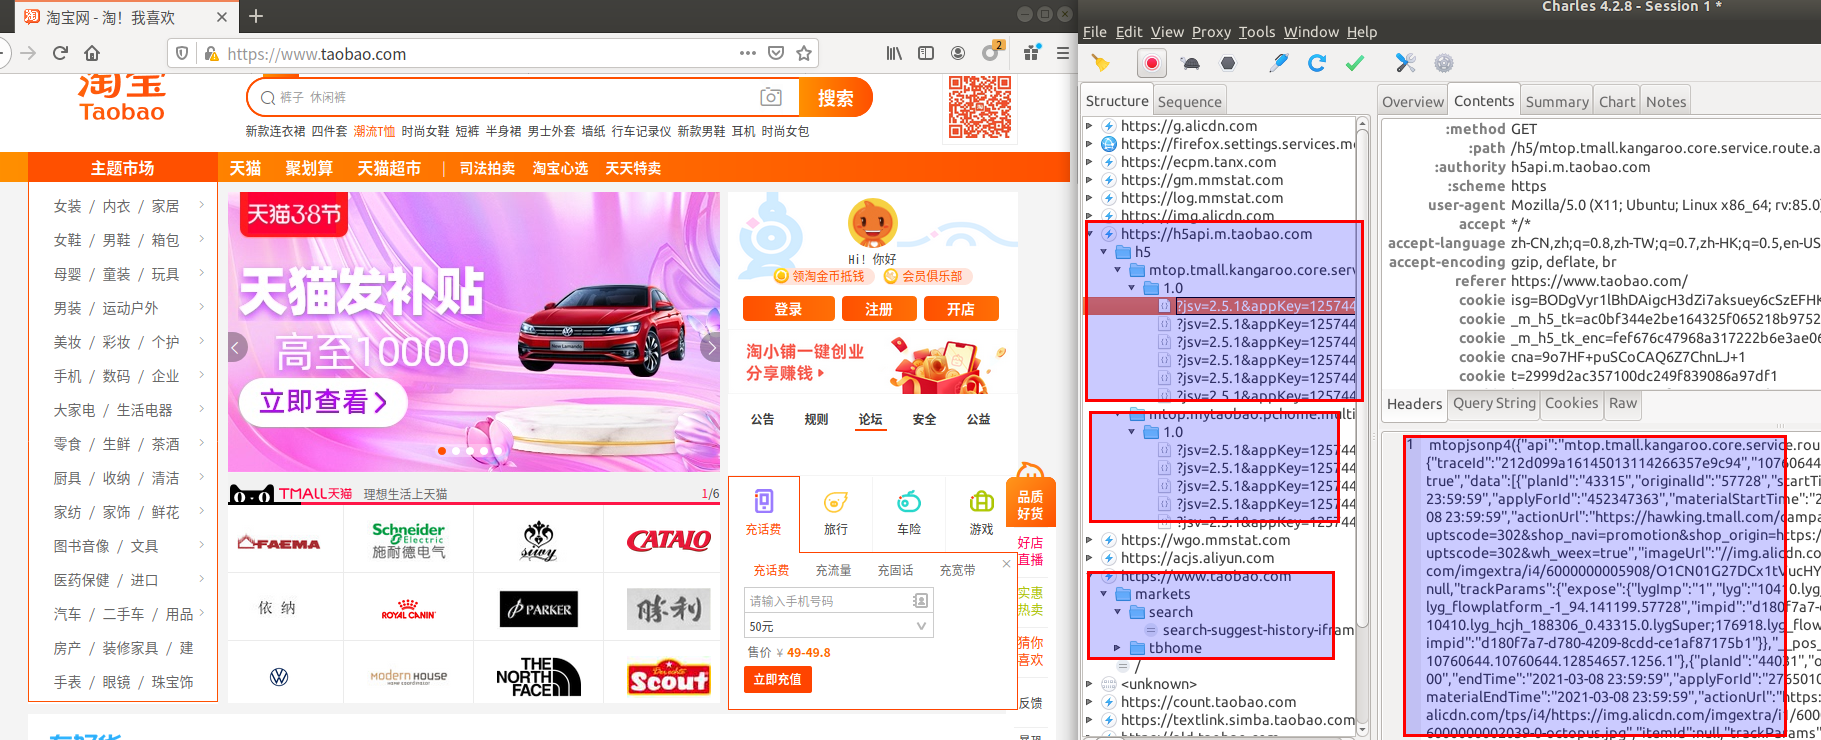 淘宝网 - 淘！我喜欢
https://www.taobao.com
2
淘宝
Taobao
裤子 休闲裤
搜索
新款连衣裙 四件套 潮流T恤 时尚女鞋 短裤 半身裙 男士外套 墙纸 行车记录仪 新款男鞋 耳机 时尚女包
主题市场
天猫 聚划算 天猫超市 | 司法拍卖 淘宝心选 天天特卖
女装 / 内衣 / 家居
女鞋 / 男鞋 / 箱包
母婴 / 童装 / 玩具
男装 / 运动户外
美妆 / 彩妆 / 个护
手机 / 数码 / 企业
大家电 / 生活电器
零食 / 生鲜 / 茶酒
厨具 / 收纳 / 清洁
家纺 / 家饰 / 鲜花
图书音像 / 文具
医药保健 / 进口
汽车 / 二手车 / 用品
房产 / 装修家具 / 建
手表 / 眼镜 / 珠宝饰
天猫3.8节
天猫发补贴
高至10000
立即查看
New Lamando
TMALL天猫 理想生活上天猫
1/6
FAEMA
Schneider
Electric
施耐德电气
CATALO
依纳
ROYAL CANIN
PARKER
胜利
MODERN HOUSE
THE
NORTH
FACE
Scout
Hi！你好
领淘金币抵钱
会员俱乐部
登录
注册
开店
淘小铺一键创业
分享赚钱
公告 规则 论坛 安全 公益
充话费
旅行
车险
游戏
充话费 充流量 充固话 充宽带
请输入手机号码
50元
售价 ¥ 49-49.8
立即充值
品质
好货
好店
直播
实惠
热卖
猜你
喜欢
反馈
Charles 4.2.8 - Session 1 *
File Edit View Proxy Tools Window Help
Structure Sequence
https://g.alicdn.com
https://firefox.settings.services.m
https://ecpm.tanx.com
https://gm.mmstat.com
https://log.mmstat.com
https://img.alicdn.com
https://h5api.m.taobao.com
h5
mtop.tmall.kangaroo.core.serv
1.0
?jsv=2.5.1&appKey=125744
?jsv=2.5.1&appKey=125744
?jsv=2.5.1&appKey=125744
?jsv=2.5.1&appKey=125744
?jsv=2.5.1&appKey=125744
?jsv=2.5.1&appKey=125744
mtop.mytaobao.pchome.multi
1.0
?jsv=2.5.1&appKey=125744
?jsv=2.5.1&appKey=125744
?jsv=2.5.1&appKey=125744
?jsv=2.5.1&appKey=125744
?jsv=2.5.1&appKey=125744
https://wgo.mmstat.com
https://acjs.aliyun.com
https://www.taobao.com
markets
search
search-suggest-history-ifram
tbhome
/
<unknown>
https://count.taobao.com
https://textlink.simba.taobao.com
Overview Contents Summary Chart Notes
:method GET
:path /h5/mtop.tmall.kangaroo.core.service.route.a
:authority h5api.m.taobao.com
:scheme https
user-agent Mozilla/5.0 (X11; Ubuntu; Linux x86_64; rv:85.0)
accept */*
accept-language zh-CN,zh;q=0.8,zh-TW;q=0.7,zh-HK;q=0.5,en-US
accept-encoding gzip, deflate, br
referer https://www.taobao.com/
cookie isg=BODgVyr1lBhDAigcH3dZi7aksuey6cSzEFHK
cookie _m_h5_tk=ac0bf344e2be164325f065218b9752
cookie _m_h5_tk_enc=fef676c47968a317222b6e3ae06
cookie cna=9o7HF+puSCoCAQ6Z7ChnLJ+1
cookie t=2999d2ac357100dc249f839086a97df1
Headers Query String Cookies Raw
1 mtopjsonp4({"api":"mtop.tmall.kangaroo.core.service.rou
{"traceId":"212d099a16145013114266357e9c94","10760644
true","data":[{"planId":"43315","originalId":"57728","startTi
23:59:59","applyForId":"452347363","materialStartTime":"2
08 23:59:59","actionUrl":"https://hawking.tmall.com/campa
uptscode=302&shop_navi=promotion&shop_origin=https:/
uptscode=302&wh_weex=true","imageUrl":"//img.alicdn.co
com/imgextra/i4/6000000005908/O1CN01G27DCx1tVucHY
null,"trackParams":{"expose":{"lygImp":"1","lyg":"10410.lyg_
lyg_flowplatform_-1_94.141199.57728","impid":"d180f7a7-
10410.lyg_hcjh_188306_0.43315.0.lygSuper;176918.lyg_flow
impid":"d180f7a7-d780-4209-8cdd-ce1af87175b1"}},"__pos_
10760644.10760644.12854657.1256.1"},{"planId":"44031","o
00","endTime":"2021-03-08 23:59:59","applyForId":"2765010
materialEndTime":"2021-03-08 23:59:59","actionUrl":"https:
alicdn.com/tps/i4/https://img.alicdn.com/imgextra/i1/6000
6000000002039-0-octopus.jpg","itemId":null,"trackParams"